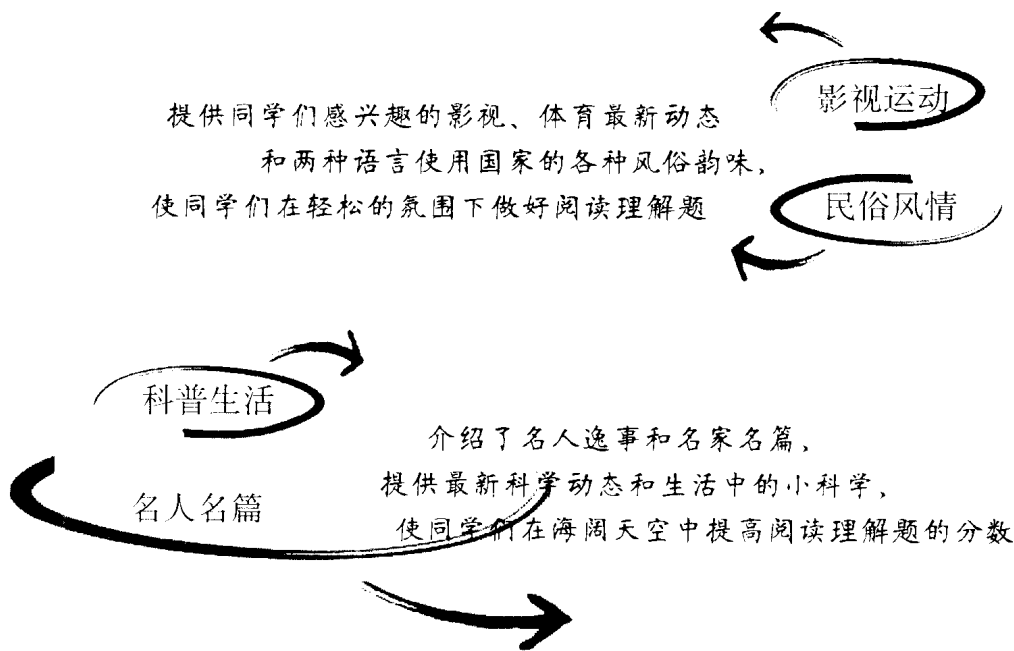 影视运动
提供同学们感兴趣的影视、体育最新动态
和两种语言使用国家的各种风俗韵味，
使同学们在轻松的氛围下做好阅读理解题
民俗风情
科普生活
名人名篇
介绍了名人逸事和名家名篇，
提供最新科学动态和生活中的小科学，
使同学们在海阔天空中提高阅读理解题的分数